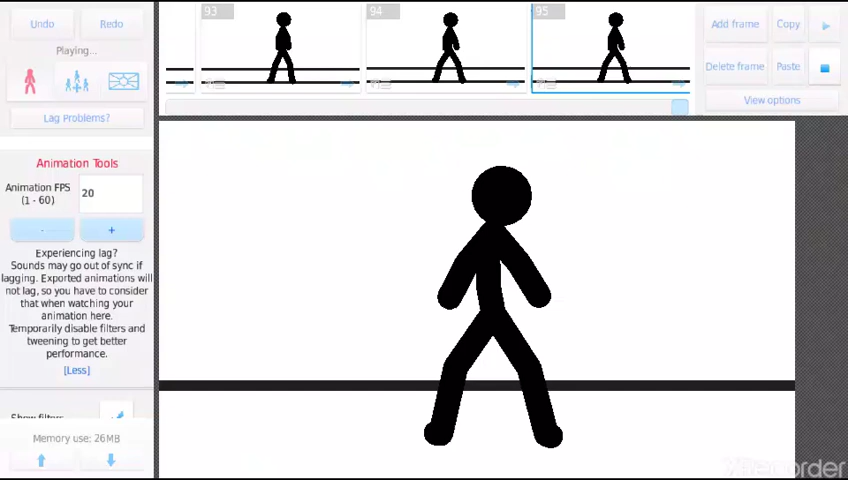 Undo Redo
Playing...
Lag Problems?
Animation Tools
Animation FPS
(1 - 60)
20
- +
Experiencing lag?
Sounds may go out of sync if
lagging. Exported animations will
not lag, so you have to consider
that when watching your
animation here.
Temporarily disable filters and
tweening to get better
performance.
[Less]
Show filters
Memory use: 26MB
93
94
95
Add frame Copy
Delete frame Paste
View options